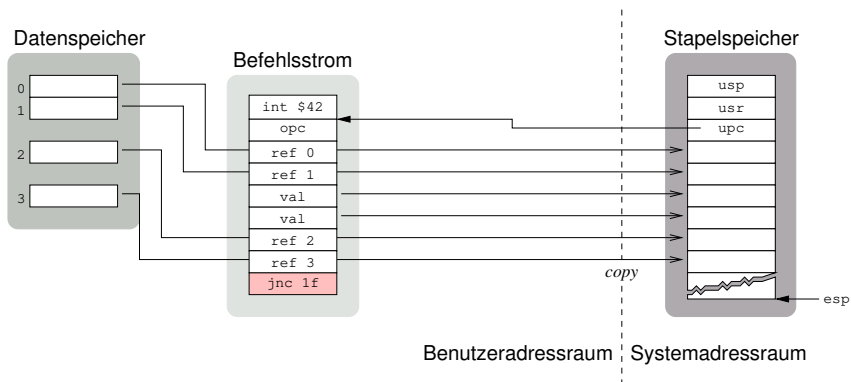 Datenspeicher
0
1
2
3
Befehlsstrom
int $42
opc
ref 0
ref 1
val
val
ref 2
ref 3
jnc 1f
copy
Stapelspeicher
usp
usr
upc
esp
Benutzeradressraum
Systemadressraum